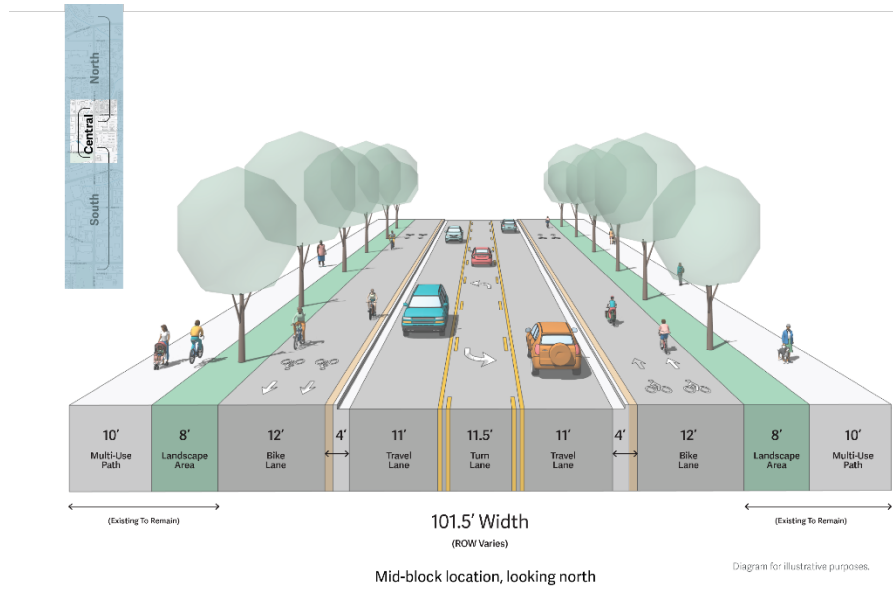 North
Central
South
10’
Multi-Use
Path
8’
Landscape
Area
12’
Bike
Lane
4’
11’
Travel
Lane
11.5’
Turn
Lane
11’
Travel
Lane
4’
12’
Bike
Lane
8’
Landscape
Area
10’
Multi-Use
Path
(Existing To Remain)
101.5’ Width
(ROW Varies)
(Existing To Remain)
Mid-block location, looking north
Diagram for illustrative purposes.